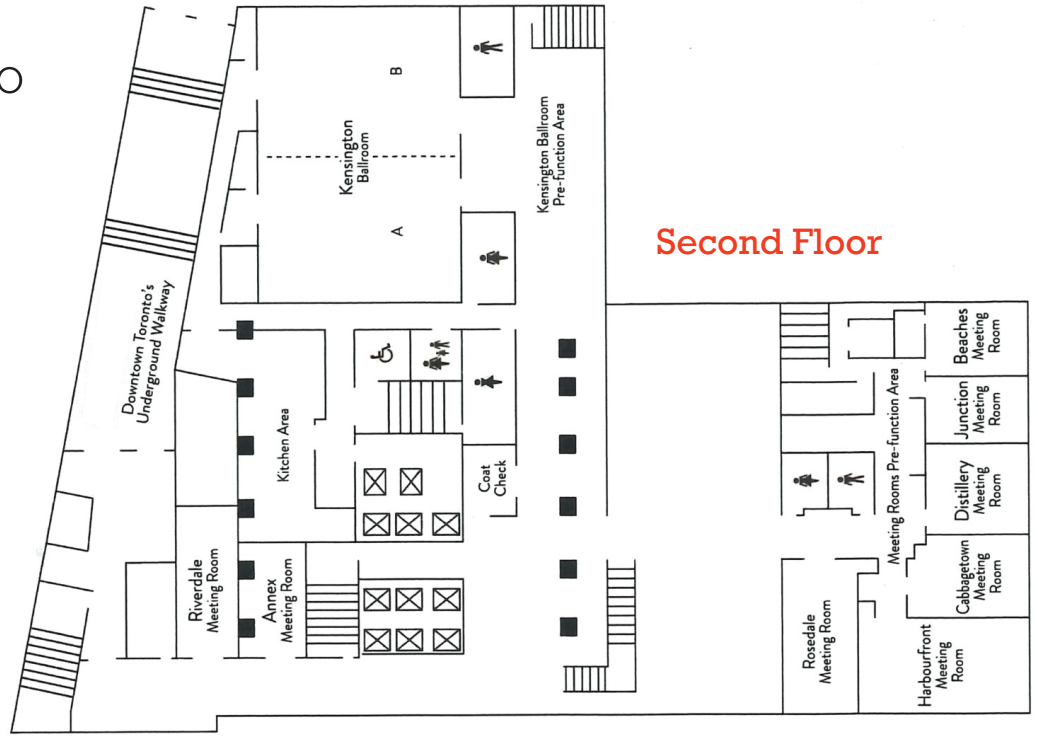 O
Second Floor
Downtown Toronto's
Underground Walkway
Kensington
Ballroom
B
A
Kensington Ballroom
Pre-function Area
Kitchen Area
Coat
Check
Riverdale
Meeting Room
Annex
Meeting Room
Meeting Rooms Pre-function Area
Beaches
Meeting
Room
Junction
Meeting
Room
Distillery
Meeting
Room
Cabbagetown
Meeting
Room
Rosedale
Meeting Room
Harbourfront
Meeting
Room